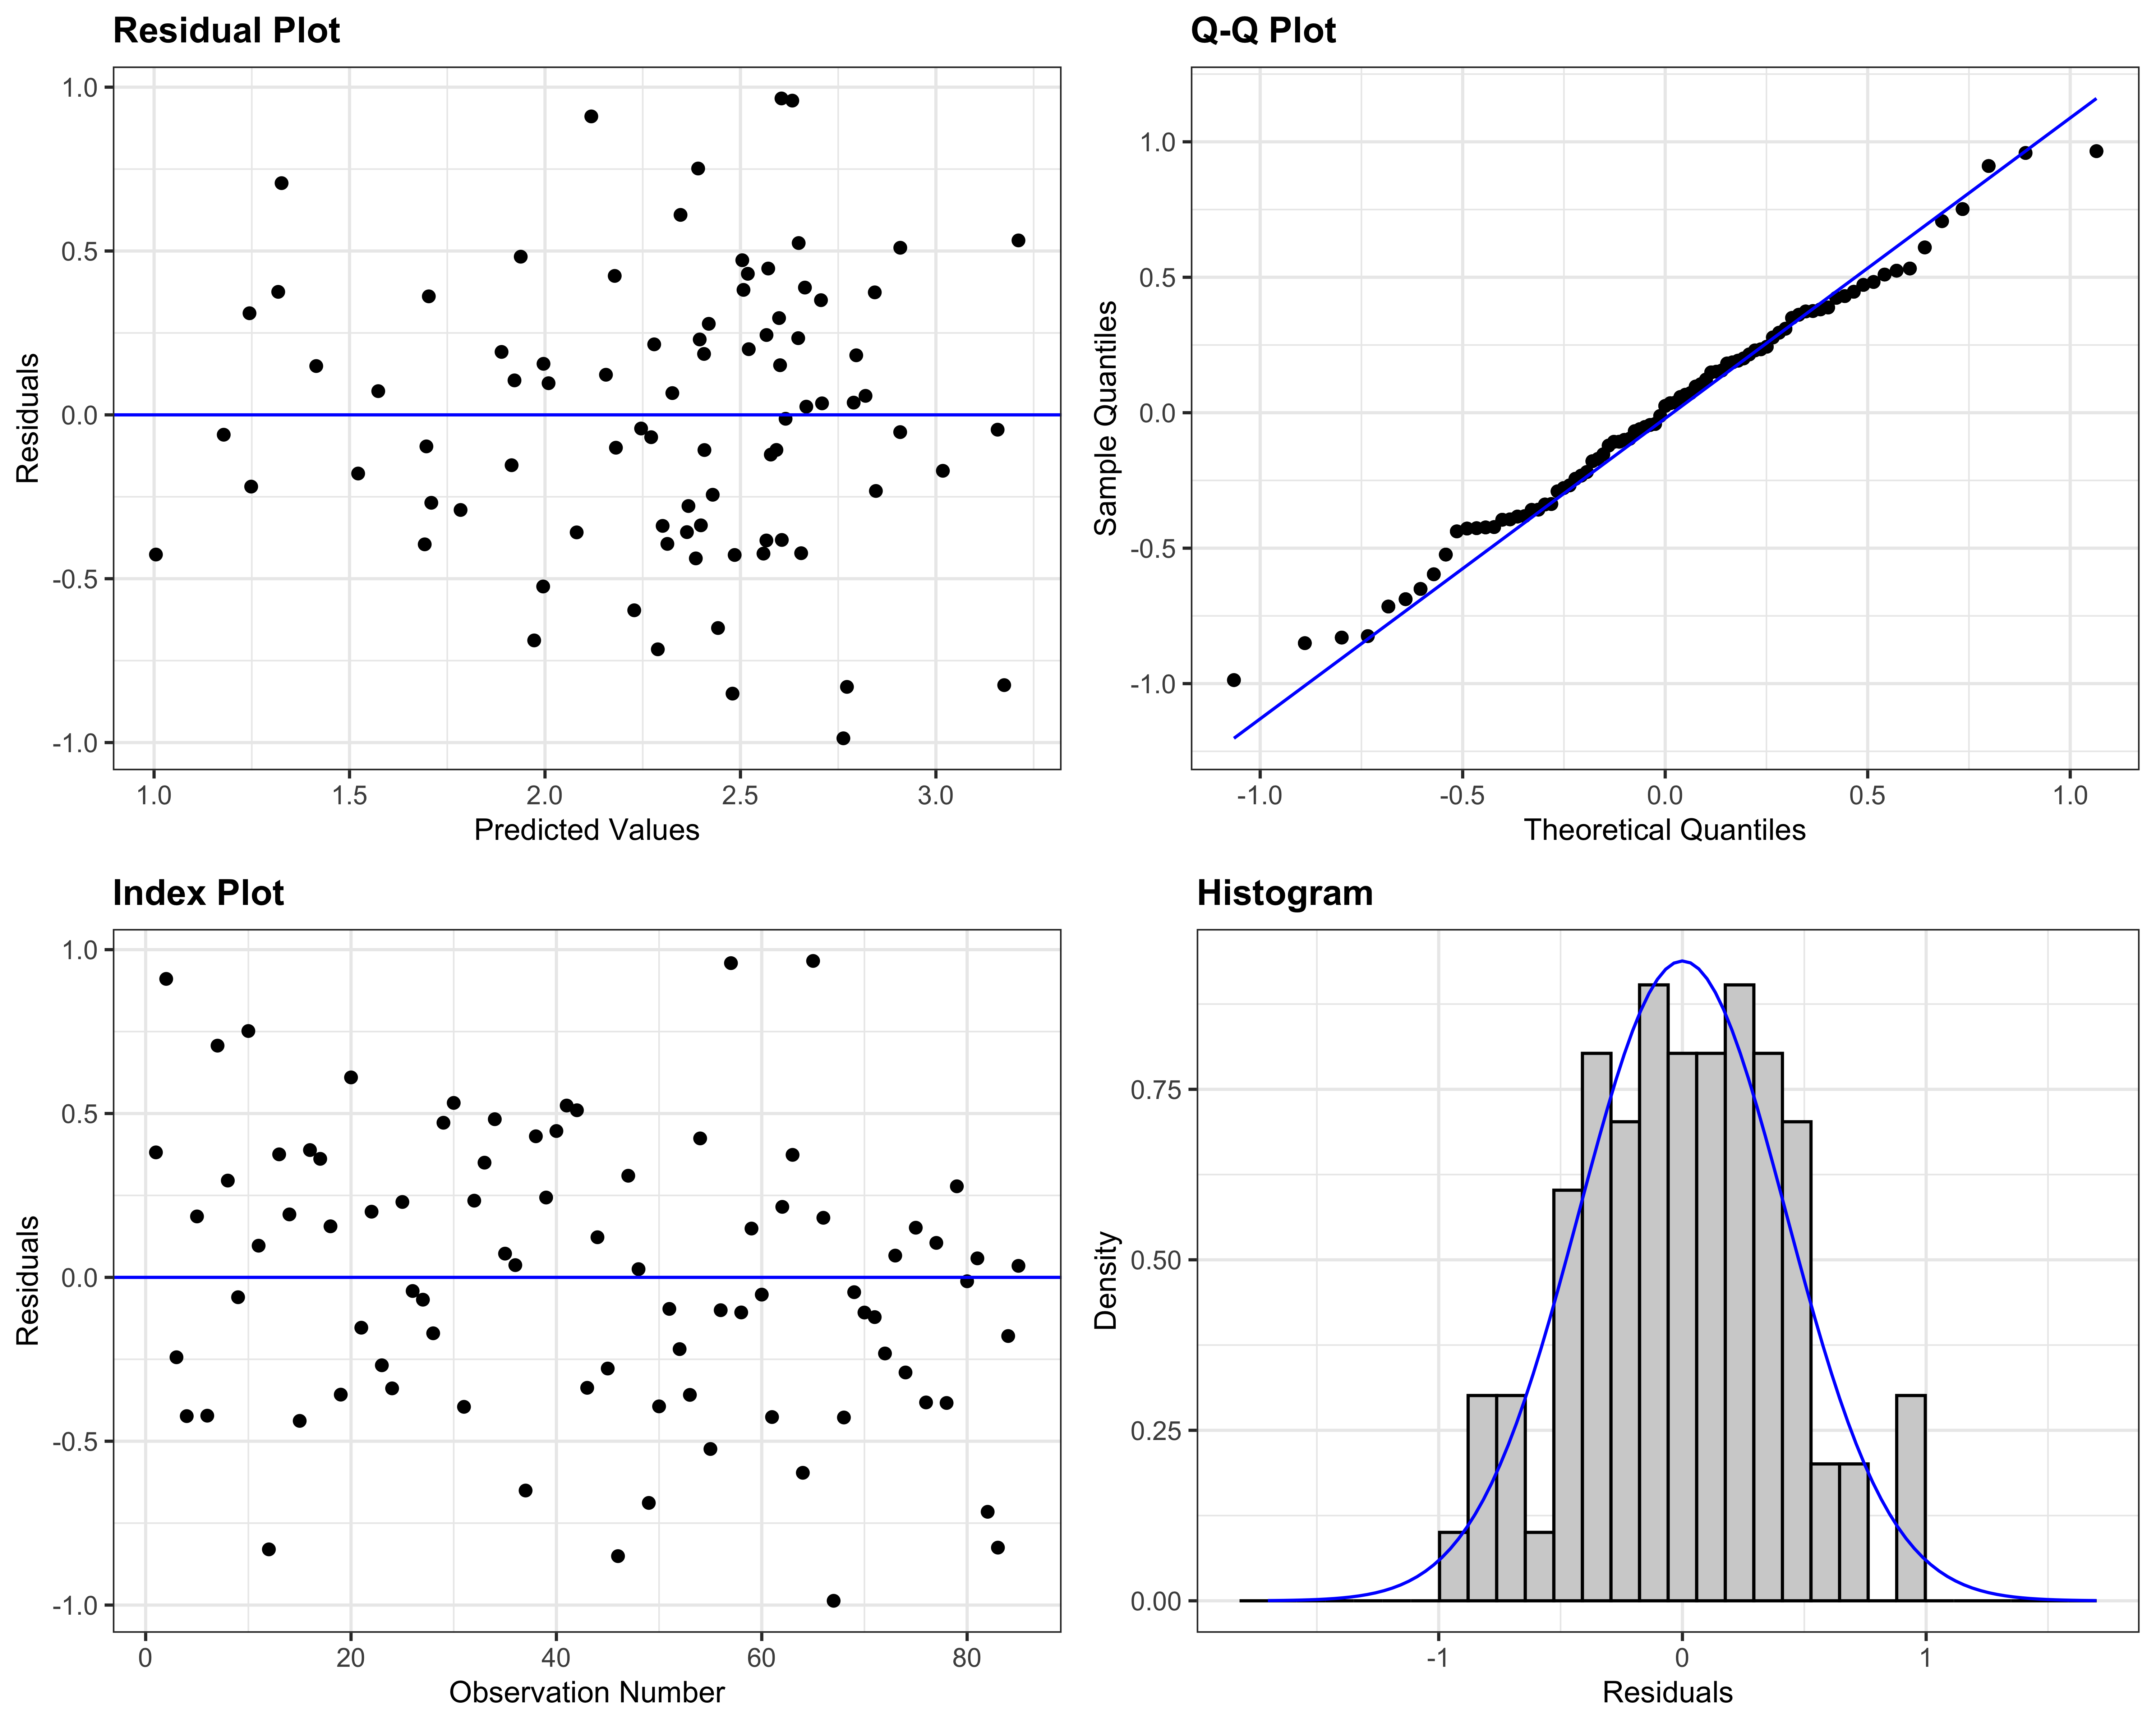 Residual Plot
1.0
0.5
0.0
-0.5
-1.0
Residuals
1.0 1.5 2.0 2.5 3.0
Predicted Values
Q-Q Plot
1.0
0.5
0.0
-0.5
-1.0
Sample Quantiles
-1.0 -0.5 0.0 0.5 1.0
Theoretical Quantiles
Index Plot
1.0
0.5
0.0
-0.5
-1.0
Residuals
0 20 40 60 80
Observation Number
Histogram
0.75
0.50
0.25
0.00
Density
-1 0 1
Residuals